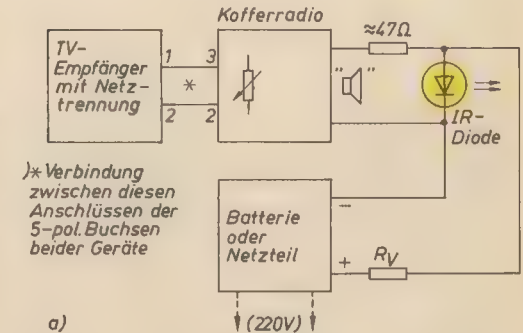 Kofferradio
TV-
Empfänger
mit Netz-
trennung
1
3
*
2
2
≈47Ω
" "
IR-
Diode
)* Verbindung
zwischen diesen
Anschlüssen der
5-pol. Buchsen
beider Geräte
Batterie
oder
Netzteil
−
+
RV
a)
(220V)